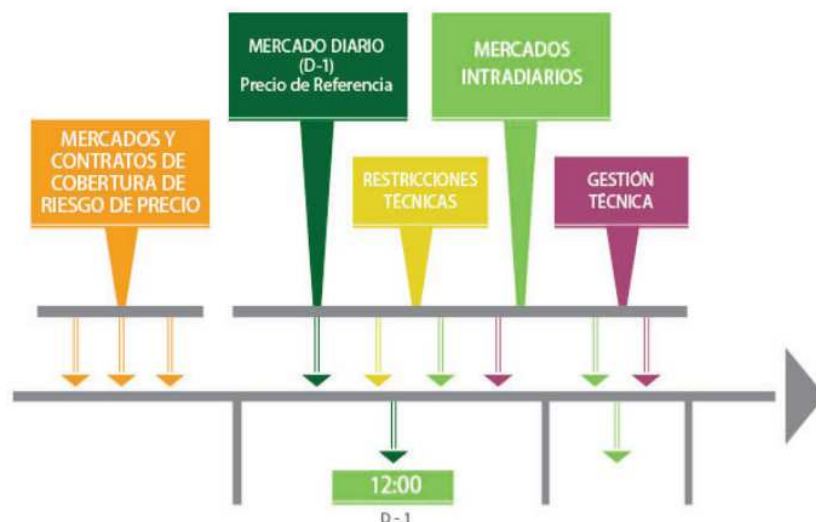 MERCADO DIARIO
(D-1)
Precio de Referencia
MERCADOS
INTRADIARIOS
MERCADOS Y
CONTRATOS DE
COBERTURA DE
RIESGO DE PRECIO
RESTRICCIONES
TÉCNICAS
GESTIÓN
TÉCNICA
12:00
D - 1